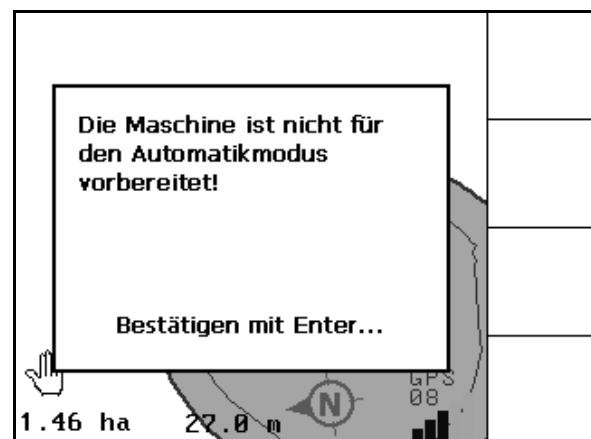 Die Maschine ist nicht für
den Automatikmodus
vorbereitet!
Bestätigen mit Enter...
GPS
08
N
1.46 ha 27.0 m